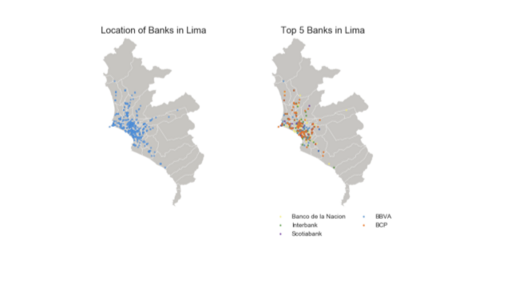 Location of Banks in Lima
Top 5 Banks in Lima
Banco de la Nacion
Interbank
Scotiabank
BBVA
BCP